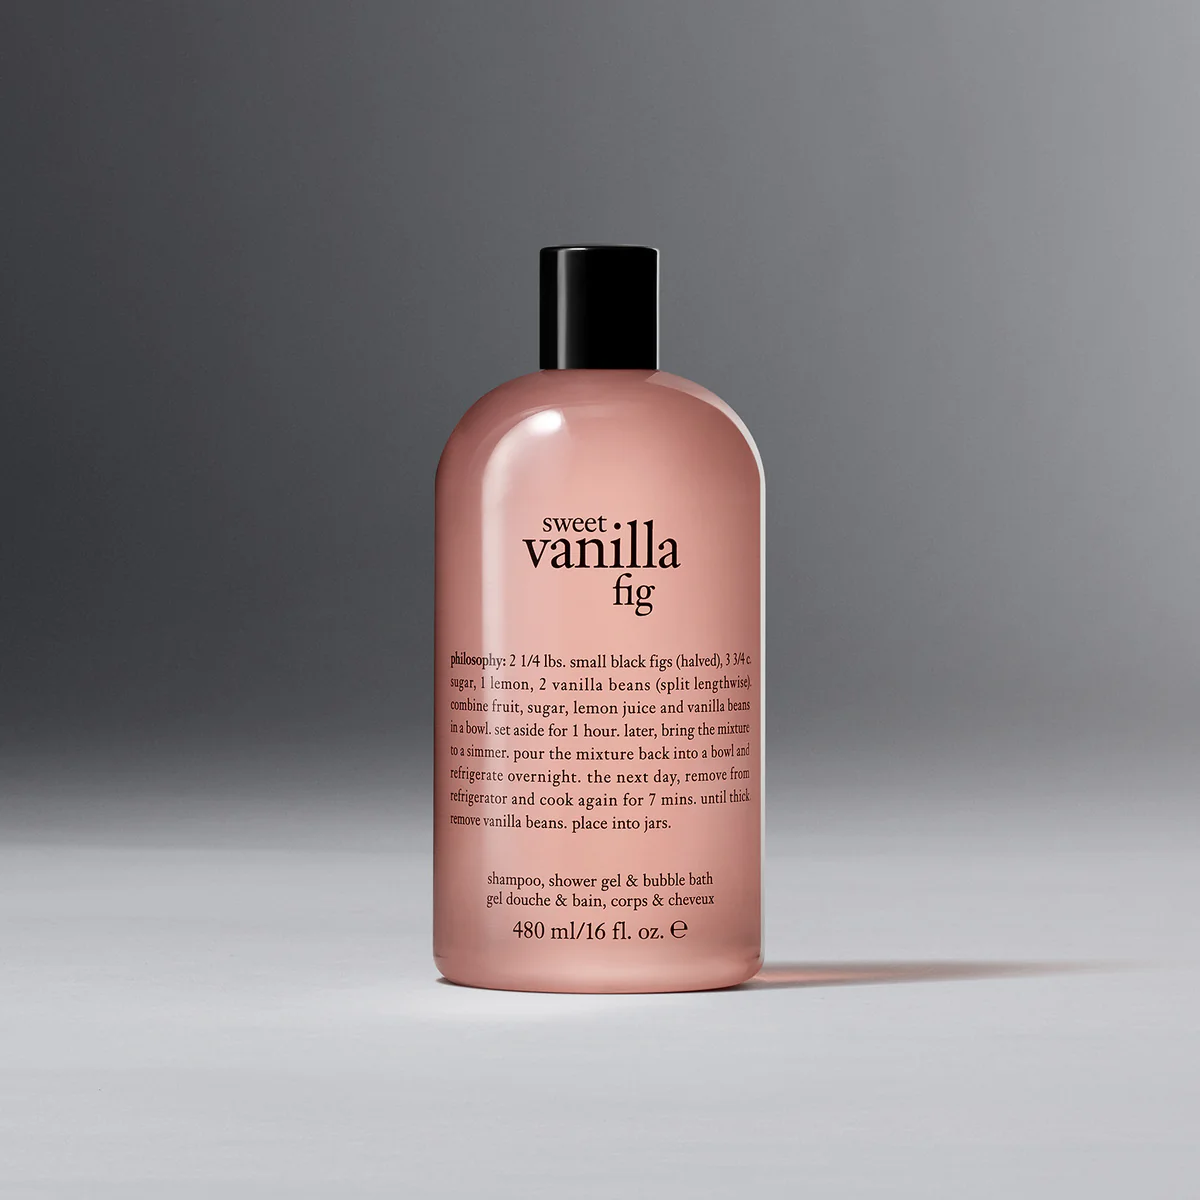 sweet
vanilla
fig
philosophy: 2 1/4 lbs. small black figs (halved), 3 3/4 c.
sugar, 1 lemon, 2 vanilla beans (split lengthwise).
combine fruit, sugar, lemon juice and vanilla beans
in a bowl. set aside for 1 hour. later, bring the mixture
to a simmer. pour the mixture back into a bowl and
refrigerate overnight. the next day, remove from
refrigerator and cook again for 7 mins. until thick.
remove vanilla beans. place into jars.
shampoo, shower gel & bubble bath
gel douche & bain, corps & cheveux
480 ml/16 fl. oz. ℮